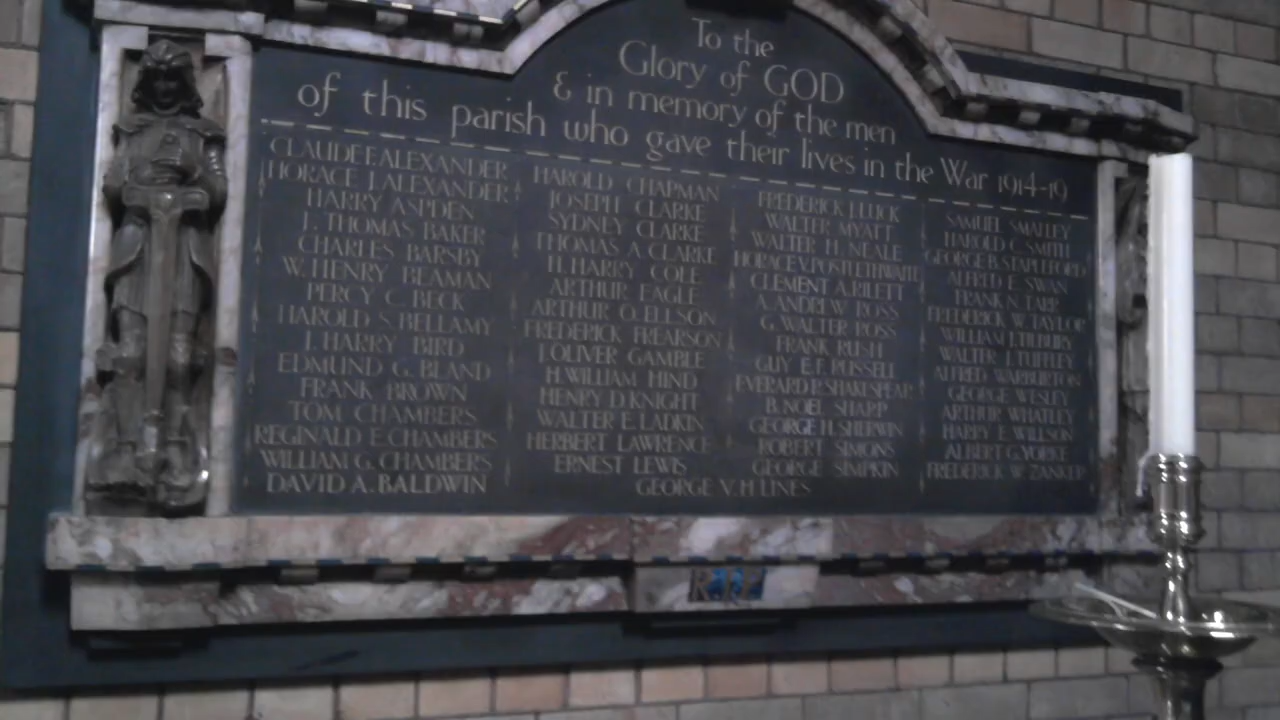 To the
Glory of GOD
& in memory of the men
of this parish who gave their lives in the War 1914-19
CLAUDE F. ALEXANDER
HORACE J. ALEXANDER
HARRY ASPDEN
J. THOMAS BAKER
CHARLES BARSBY
W. HENRY BEAMAN
PERCY C. BECK
HAROLD S. BELLAMY
J. HARRY BIRD
EDMUND G. BLAND
FRANK BROWN
TOM CHAMBERS
REGINALD E. CHAMBERS
WILLIAM G. CHAMBERS
DAVID A. BALDWIN
HAROLD CHAPMAN
JOSEPH CLARKE
SYDNEY CLARKE
THOMAS A CLARKE
H. HARRY COLE
ARTHUR EAGLE
ARTHUR O. ELLSON
FREDERICK FREARSON
J. OLIVER GAMBLE
H. WILLIAM HIND
HENRY D. KNIGHT
WALTER E. LADKIN
HERBERT LAWRENCE
ERNEST LEWIS
GEORGE V. H. LINES
FREDERICK J. LUCK
WALTER MYATT
WALTER H. NEALE
HORACE V. POSTLETHWAITE
CLEMENT A. RILETT
A. ANDREW ROSS
G. WALTER ROSS
FRANK RUSH
GUY E. F. RUSSELL
EVERARD P. SHAKESPEAR
B. NOEL SHARP
GEORGE H. SHERWIN
ROBERT SIMONS
GEORGE SIMPKIN
SAMUEL SMALLEY
HAROLD C. SMITH
GEORGE B. STAPLEFORD
ALFRED E. SWAN
FRANK N. TARR
FREDERICK W. TAYLOR
WILLIAM J. TILBURY
WALTER J. TUFFLEY
ALFRED WARBURTON
GEORGE WESLEY
ARTHUR WHATLEY
HARRY E. WILLSON
ALBERT G. YORKE
FREDERICK W. ZANKER